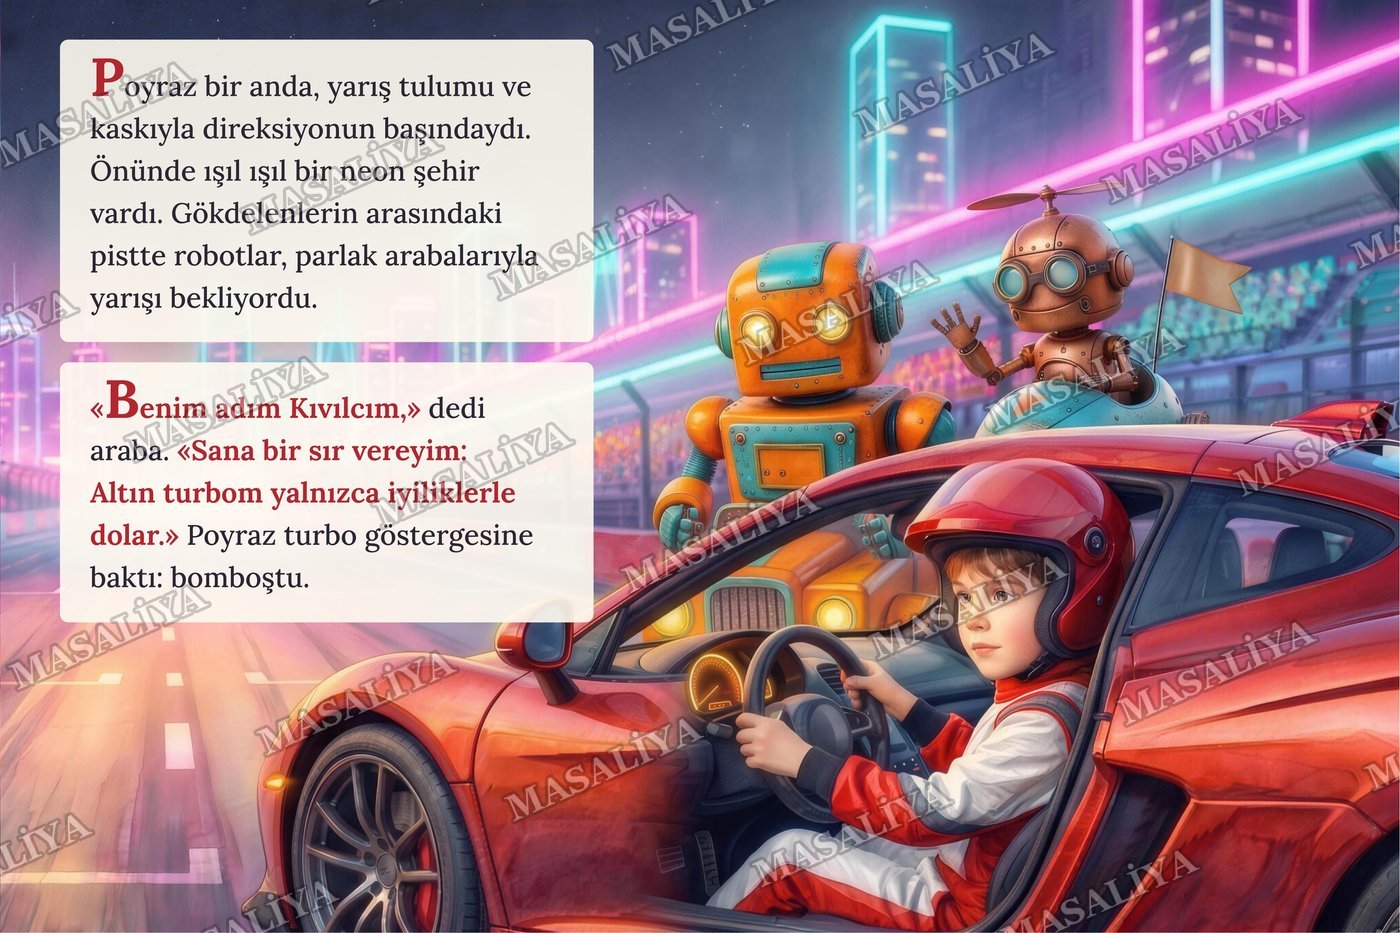 Poyraz bir anda, yarış tulumu ve
kaskıyla direksiyonun başındaydı.
Önünde ışıl ışıl bir neon şehir
vardı. Gökdelenlerin arasındaki
pistte robotlar, parlak arabalarıyla
yarışı bekliyordu.
«Benim adım Kıvılcım,» dedi
araba. «Sana bir sır vereyim:
Altın turbom yalnızca iyiliklerle
dolar.» Poyraz turbo göstergesine
baktı: bomboştu.
MASALİYA